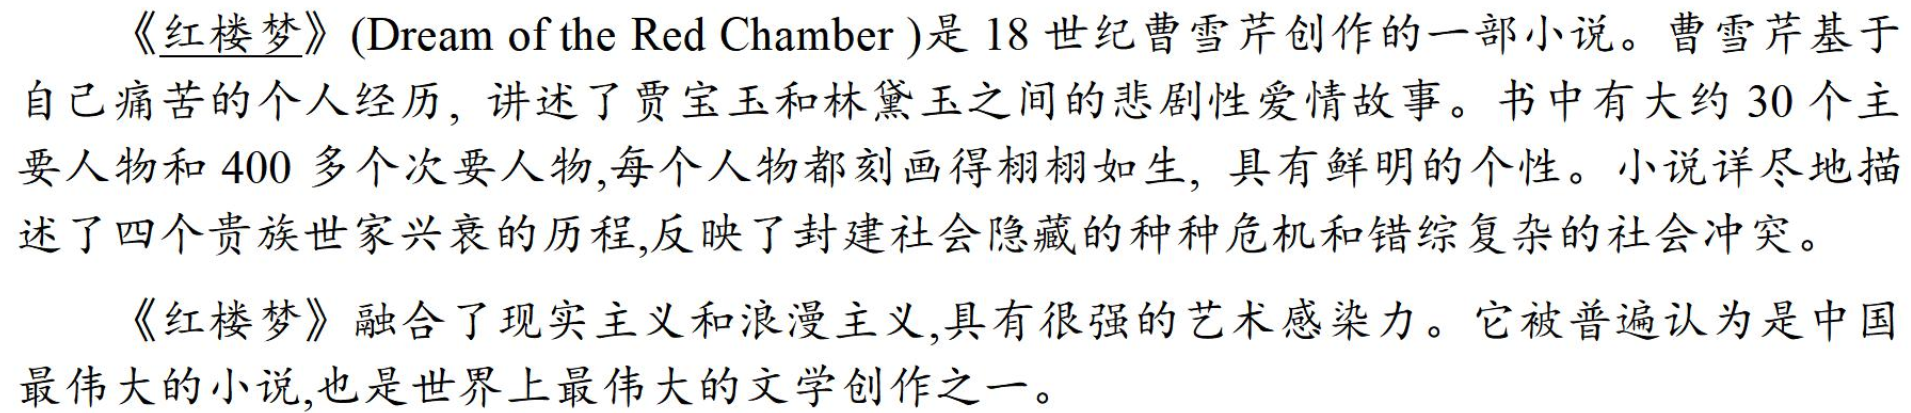 《红楼梦》(Dream of the Red Chamber )是 18 世纪曹雪芹创作的一部小说。曹雪芹基于
自己痛苦的个人经历, 讲述了贾宝玉和林黛玉之间的悲剧性爱情故事。书中有大约 30 个主
要人物和 400 多个次要人物,每个人物都刻画得栩栩如生, 具有鲜明的个性。小说详尽地描
述了四个贵族世家兴衰的历程,反映了封建社会隐藏的种种危机和错综复杂的社会冲突。
《红楼梦》融合了现实主义和浪漫主义,具有很强的艺术感染力。它被普遍认为是中国
最伟大的小说,也是世界上最伟大的文学创作之一。